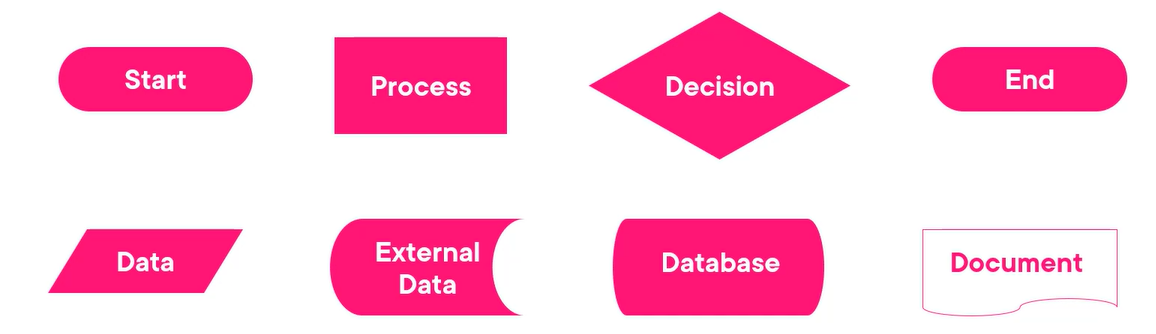 Start
Process
Decision
End
Data
External
Data
Database
Document